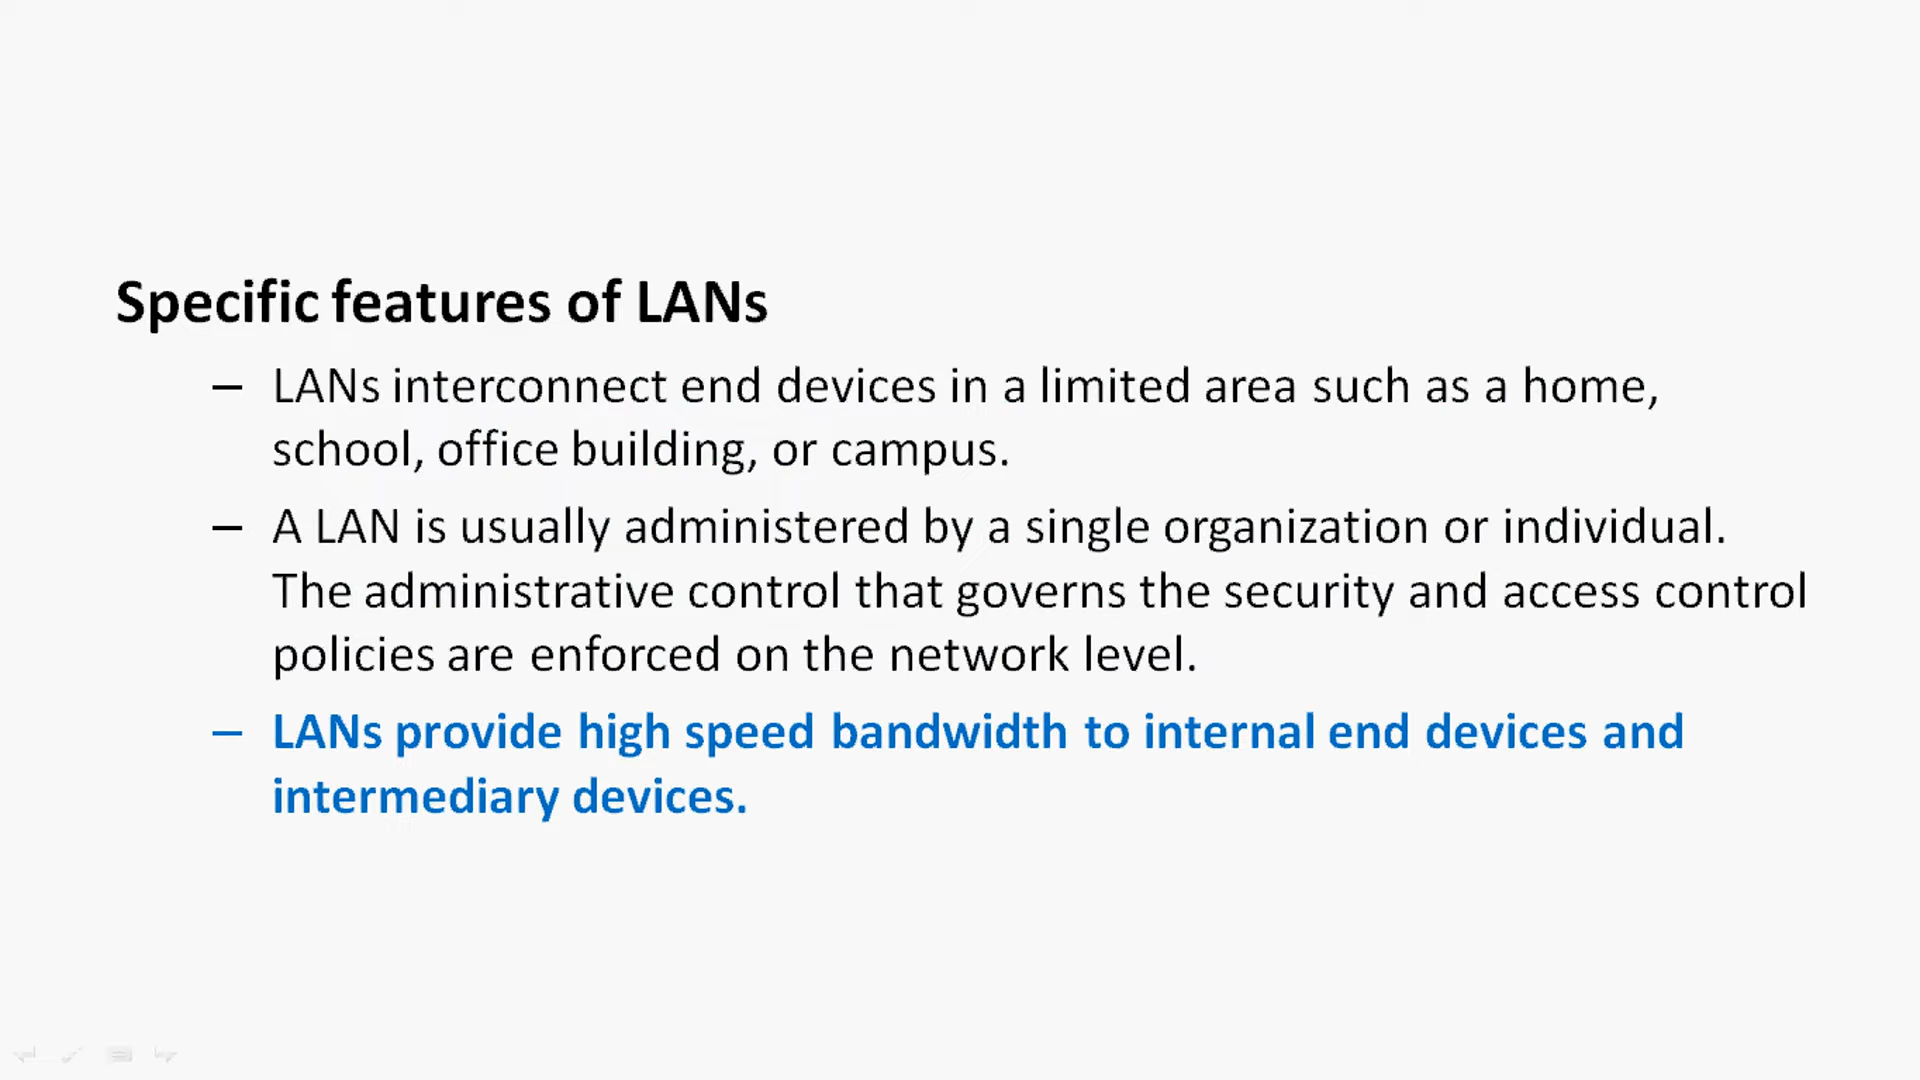 Specific features of LANs
– LANs interconnect end devices in a limited area such as a home,
school, office building, or campus.
– A LAN is usually administered by a single organization or individual.
The administrative control that governs the security and access control
policies are enforced on the network level.
– LANs provide high speed bandwidth to internal end devices and
intermediary devices.